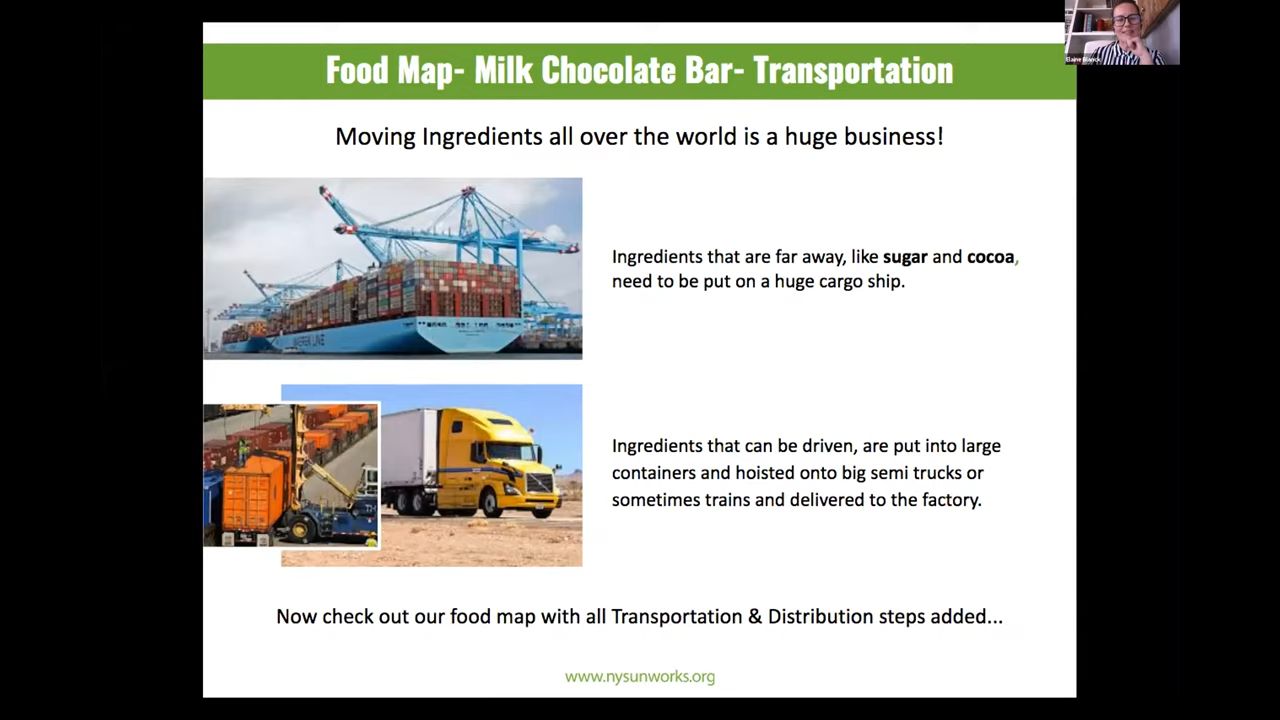 Food Map- Milk Chocolate Bar- Transportation
Moving Ingredients all over the world is a huge business!
Ingredients that are far away, like sugar and cocoa,
need to be put on a huge cargo ship.
Ingredients that can be driven, are put into large
containers and hoisted onto big semi trucks or
sometimes trains and delivered to the factory.
Now check out our food map with all Transportation & Distribution steps added...
www.nysunworks.org